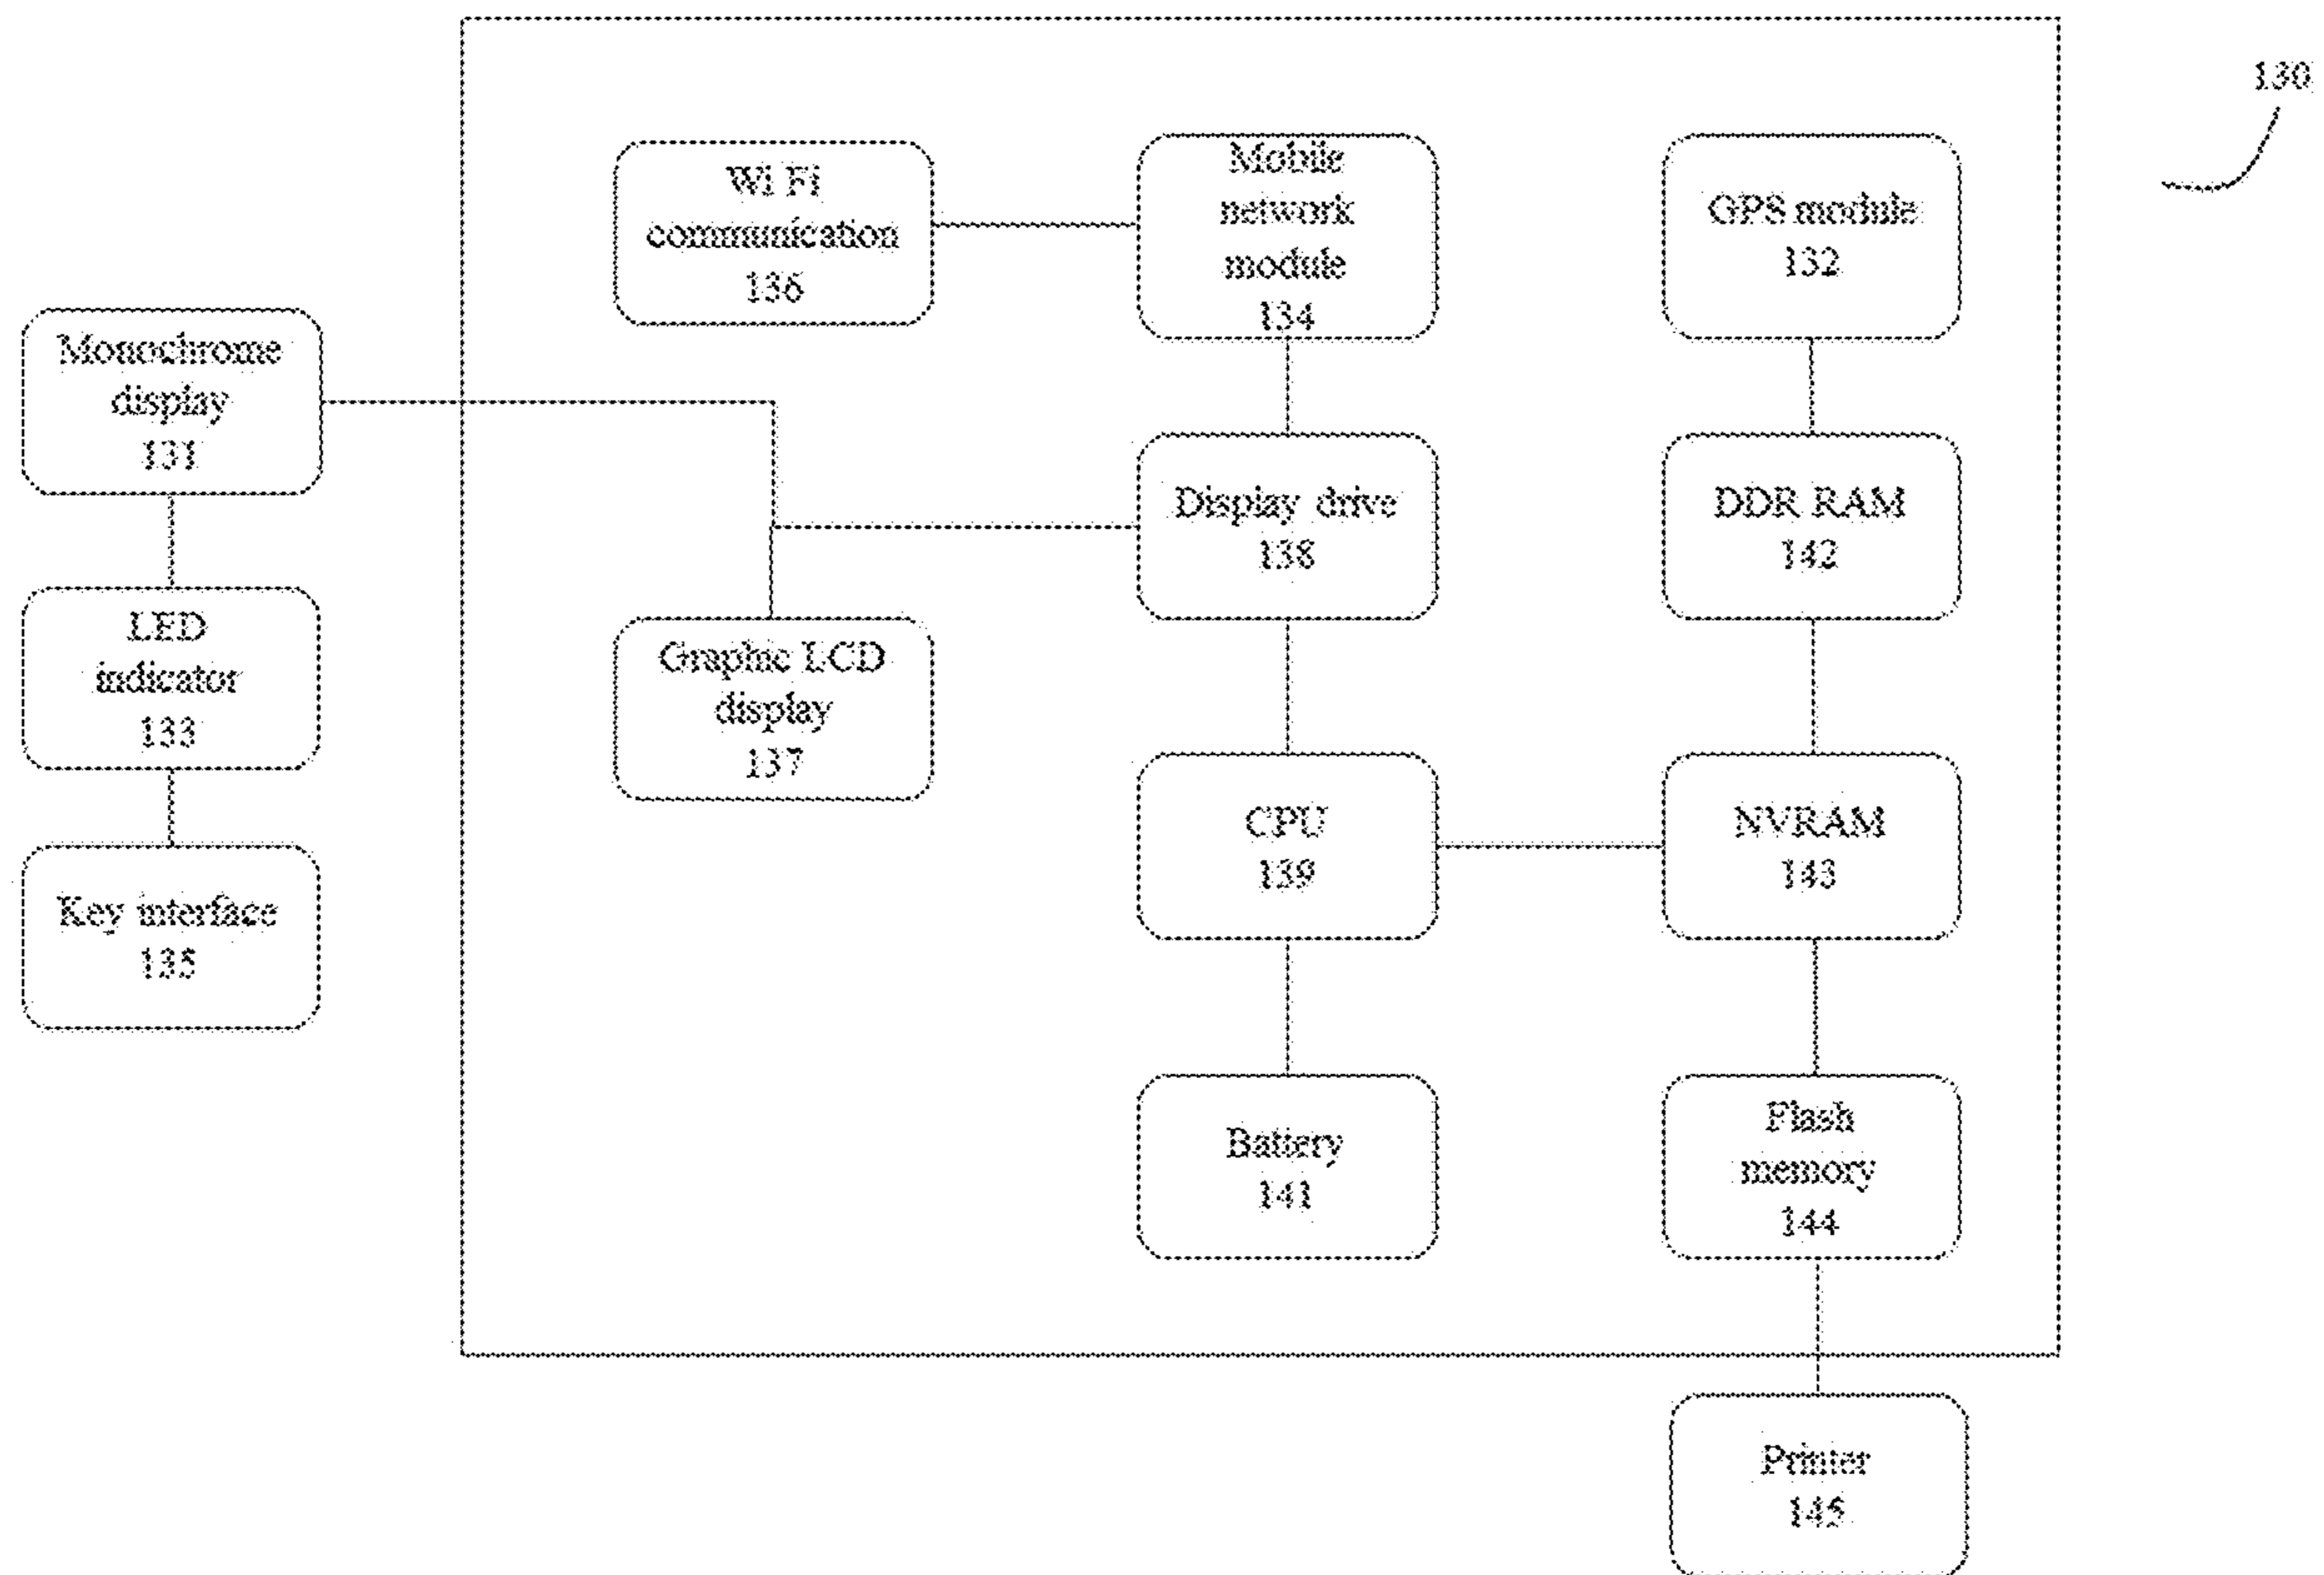 130
Wi Fi
communication
136
Mobile
network
module
134
GPS module
132
Monochrome
display
131
Display drive
138
DDR RAM
142
LED
indicator
133
Graphic LCD
display
137
CPU
139
NVRAM
143
Key interface
135
Battery
141
Flash
memory
144
Printer
145